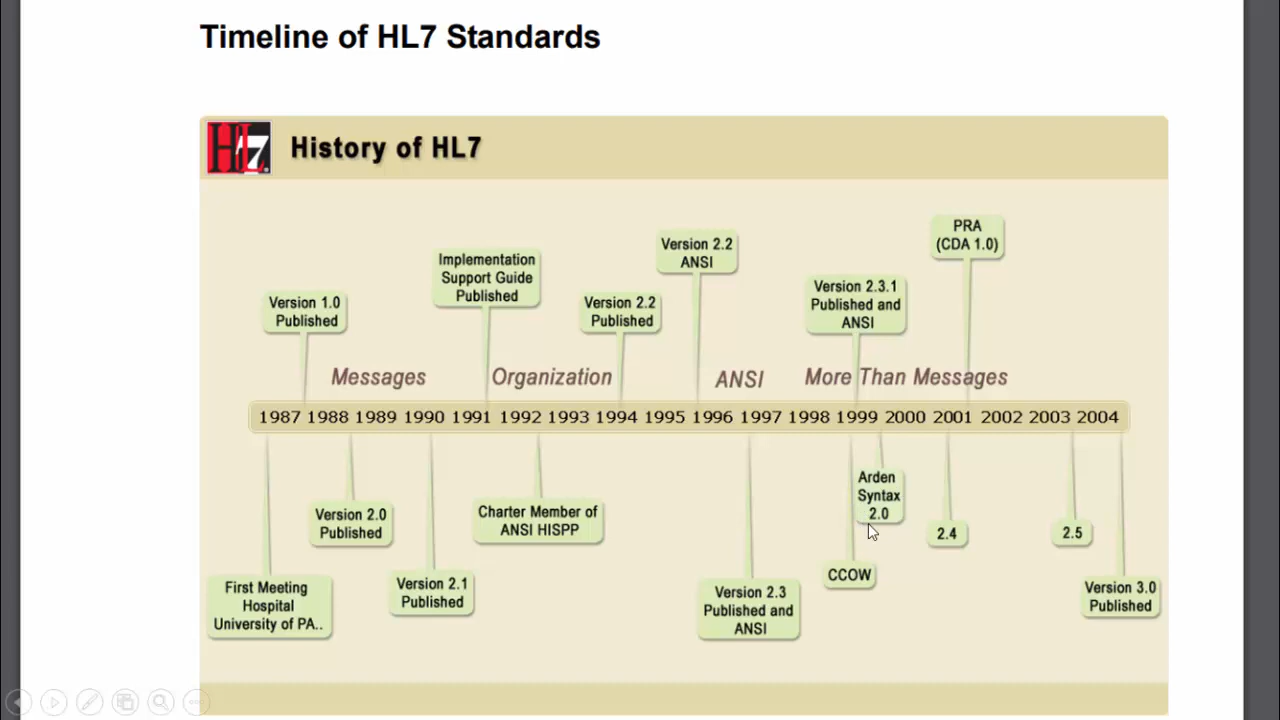 Timeline of HL7 Standards
HL7
History of HL7
PRA
(CDA 1.0)
Version 2.2
ANSI
Implementation
Support Guide
Published
Version 2.3.1
Published and
ANSI
Version 1.0
Published
Version 2.2
Published
Messages
Organization
ANSI
More Than Messages
1987 1988 1989 1990 1991 1992 1993 1994 1995 1996 1997 1998 1999 2000 2001 2002 2003 2004
Arden
Syntax
2.0
Version 2.0
Published
Charter Member of
ANSI HISPP
2.4
2.5
CCOW
First Meeting
Hospital
University of PA..
Version 2.1
Published
Version 2.3
Published and
ANSI
Version 3.0
Published